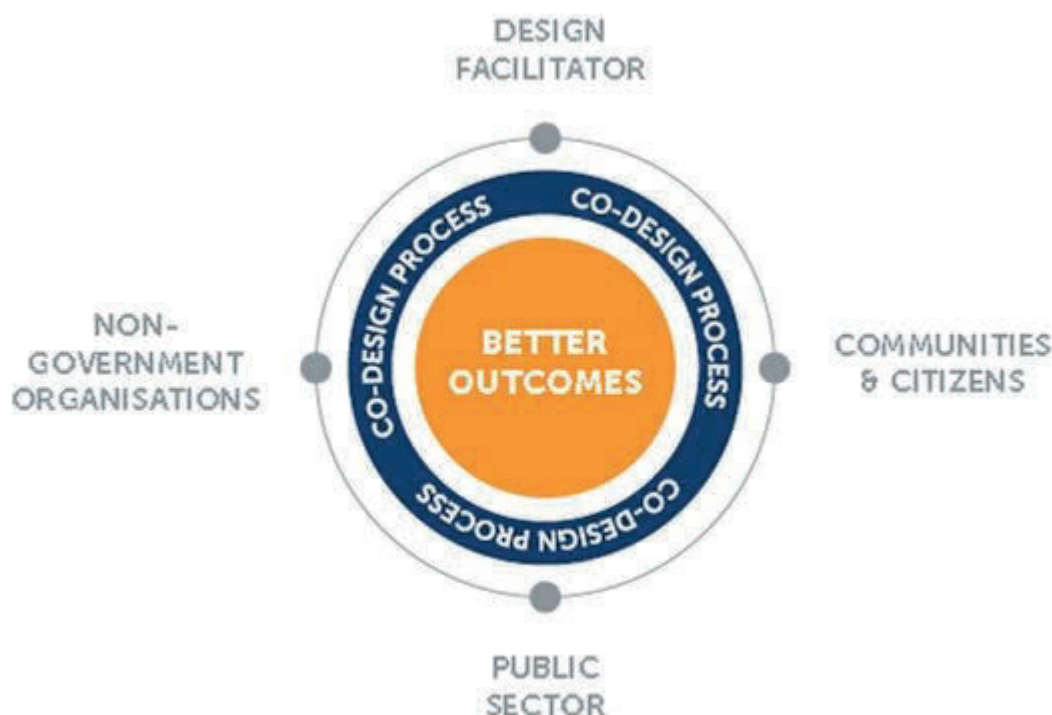 DESIGN
FACILITATOR
CO-DESIGN PROCESS
CO-DESIGN PROCESS
NON-
GOVERNMENT
ORGANISATIONS
BETTER
OUTCOMES
COMMUNITIES
& CITIZENS
CO-DESIGN PROCESS
PUBLIC
SECTOR